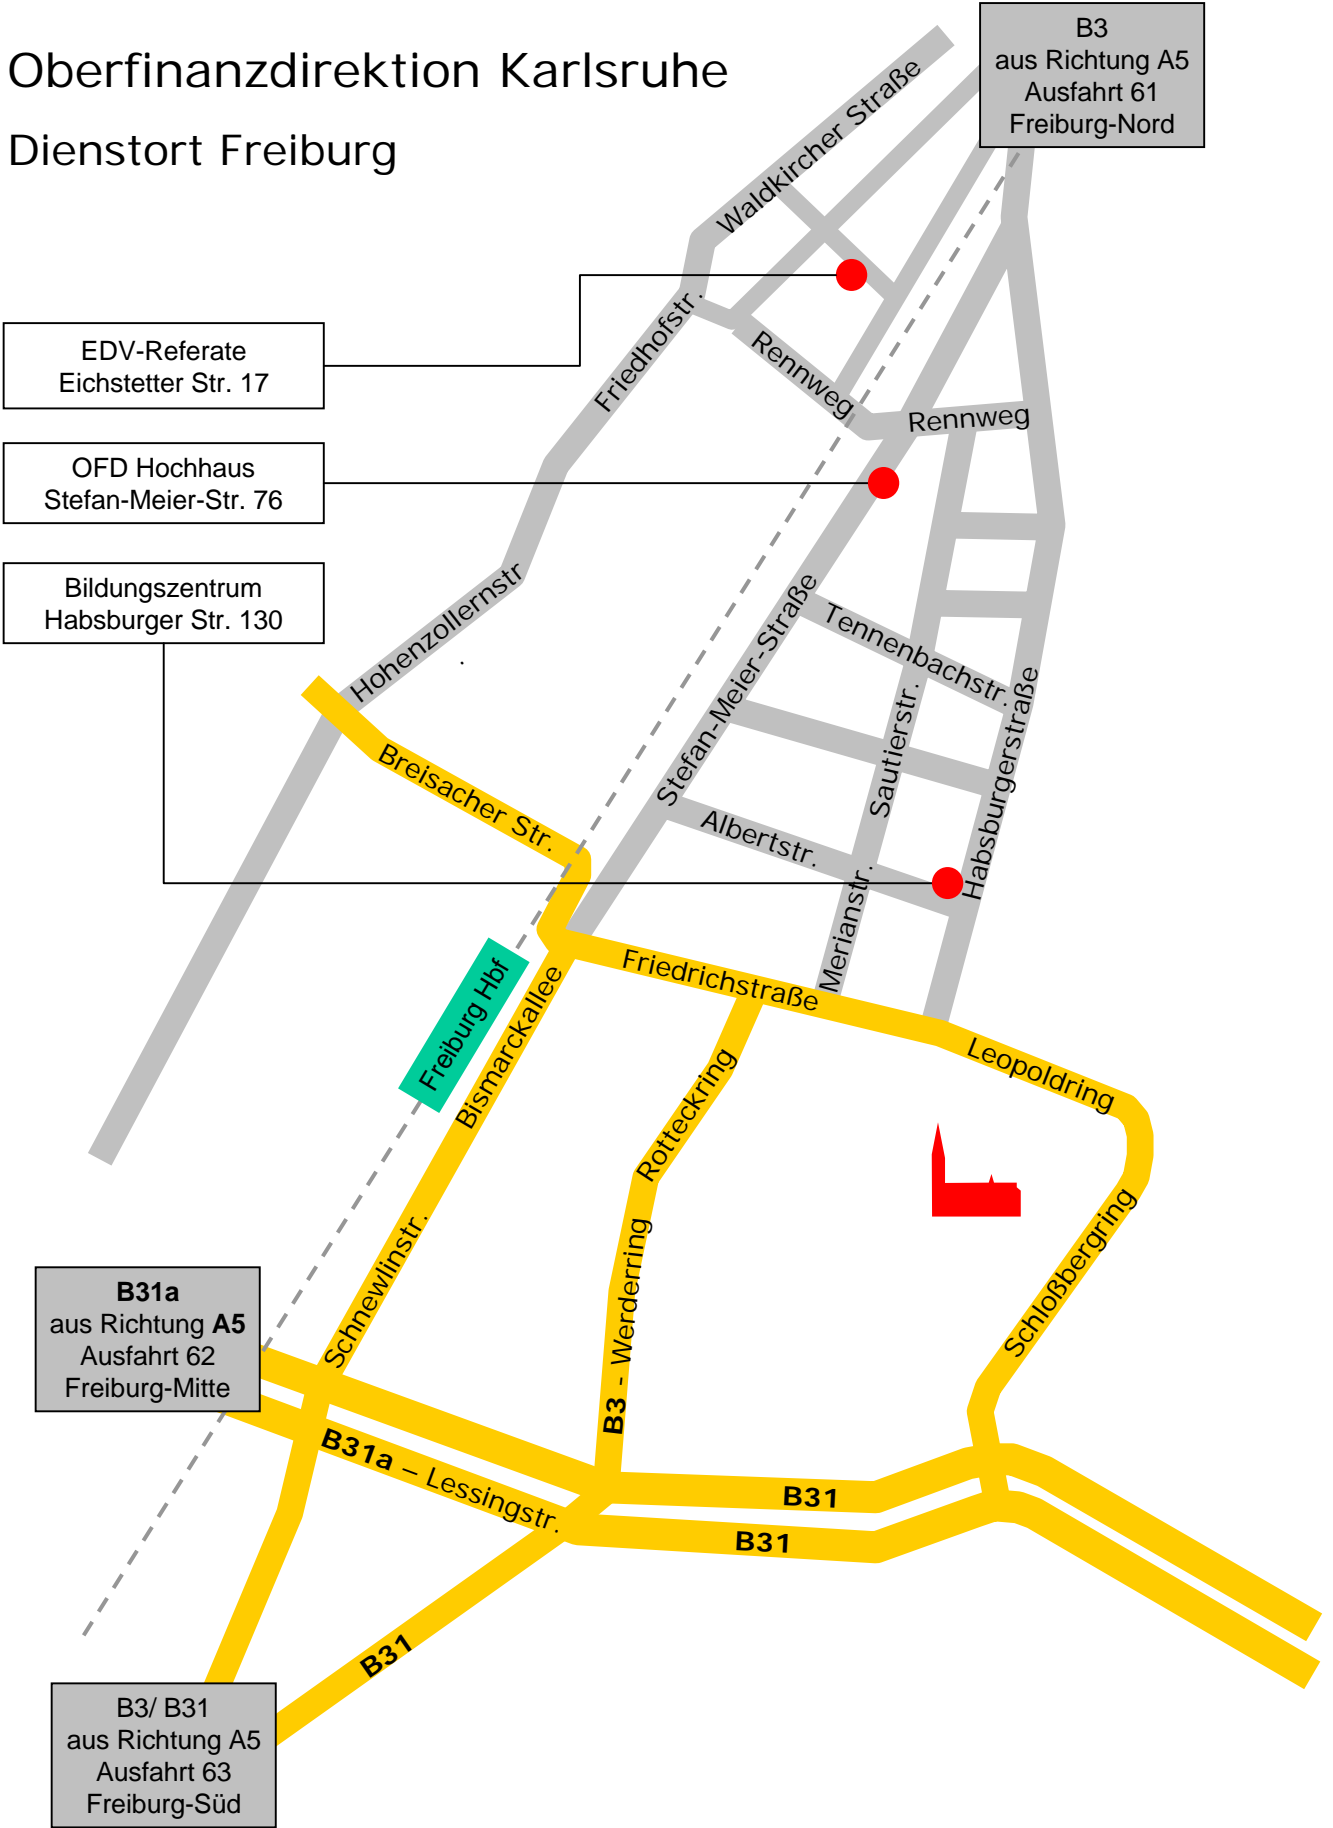 Oberfinanzdirektion Karlsruhe
Dienstort Freiburg
B3
aus Richtung A5
Ausfahrt 61
Freiburg-Nord
Waldkircher Straße
EDV-Referate
Eichstetter Str. 17
Friedhofstr.
Rennweg
Rennweg
OFD Hochhaus
Stefan-Meier-Str. 76
Bildungszentrum
Habsburger Str. 130
Hohenzollernstr
.
Stefan-Meier-Straße
Tennenbachstr.
Sautierstr.
Habsburgerstraße
Breisacher Str.
Albertstr.
Merianstr.
Friedrichstraße
Freiburg Hbf
Bismarckallee
Leopoldring
Rotteckring
Schloßbergring
Schnewlinstr.
B3 - Werderring
B31a
aus Richtung A5
Ausfahrt 62
Freiburg-Mitte
B31a – Lessingstr.
B31
B31
B31
B3/ B31
aus Richtung A5
Ausfahrt 63
Freiburg-Süd